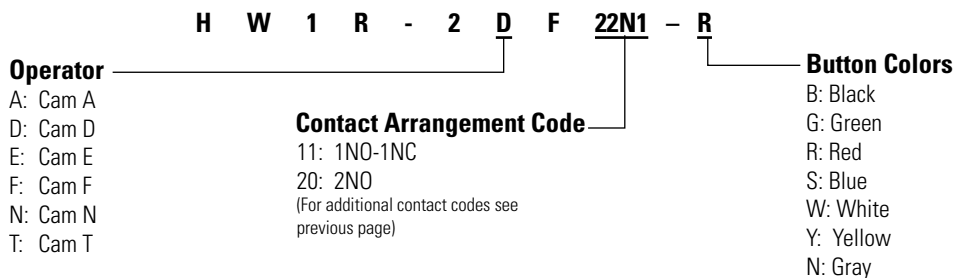 H W 1 R - 2 D F 22N1 – R
Operator
A: Cam A
D: Cam D
E: Cam E
F: Cam F
N: Cam N
T: Cam T
Contact Arrangement Code
11: 1NO-1NC
20: 2NO
(For additional contact codes see
previous page)
Button Colors
B: Black
G: Green
R: Red
S: Blue
W: White
Y: Yellow
N: Gray